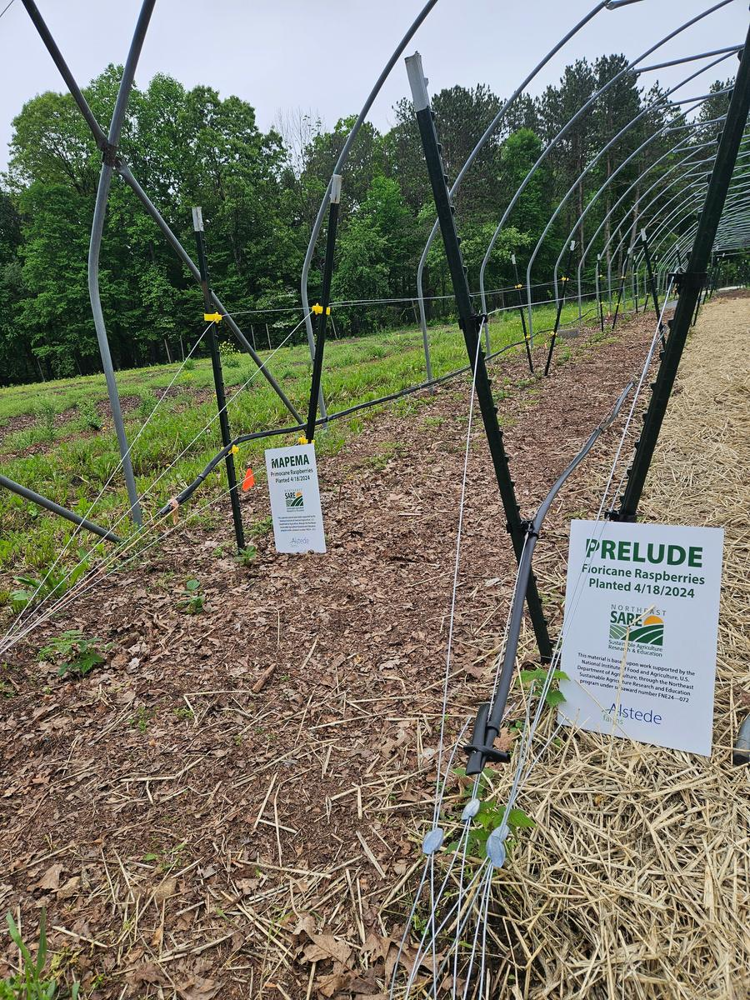 MAPEMA
Primocane Raspberries
Planted 4/18/2024
NORTHEAST
SARE
Alstede
PRELUDE
Floricane Raspberries
Planted 4/18/2024
NORTHEAST
SARE
Sustainable Agriculture
Research & Education
This material is based upon work supported by the
National Institute of Food and Agriculture, U.S.
Department of Agriculture, through the Northeast
Sustainable Agriculture Research and Education
program under subaward number FNE24-072
Alstede
farms